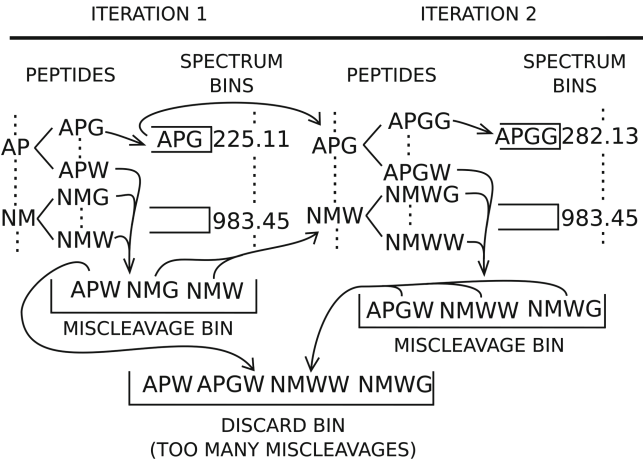 ITERATION 1 ITERATION 2
PEPTIDES SPECTRUM BINS PEPTIDES SPECTRUM BINS
AP APG APG 225.11 APG APGG APGG 282.13
APW APGW
NM NMG 983.45 NMW NMWG 983.45
NMW NMWW
APW NMG NMW APGW NMWW NMWG
MISCLEAVAGE BIN MISCLEAVAGE BIN
APW APGW NMWW NMWG
DISCARD BIN
(TOO MANY MISCLEAVAGES)